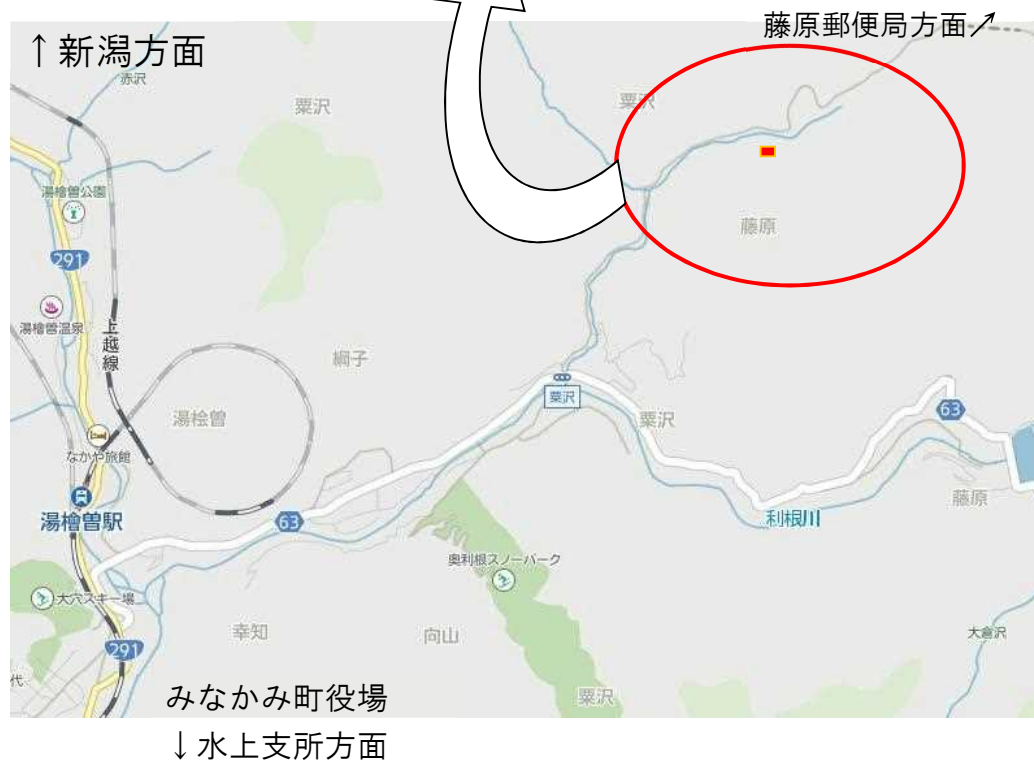 藤原郵便局方面↗
↑新潟方面
赤沢
粟沢
粟沢
湯檜曽公園
藤原
291
湯檜曽温泉
上越線
綱子
湯桧曽
粟沢
粟沢
63
なかや旅館
湯檜曽駅
63
利根川
藤原
奥利根スノーパーク
大穴スキー場
幸知
向山
大倉沢
291
代
みなかみ町役場
粟沢
↓水上支所方面